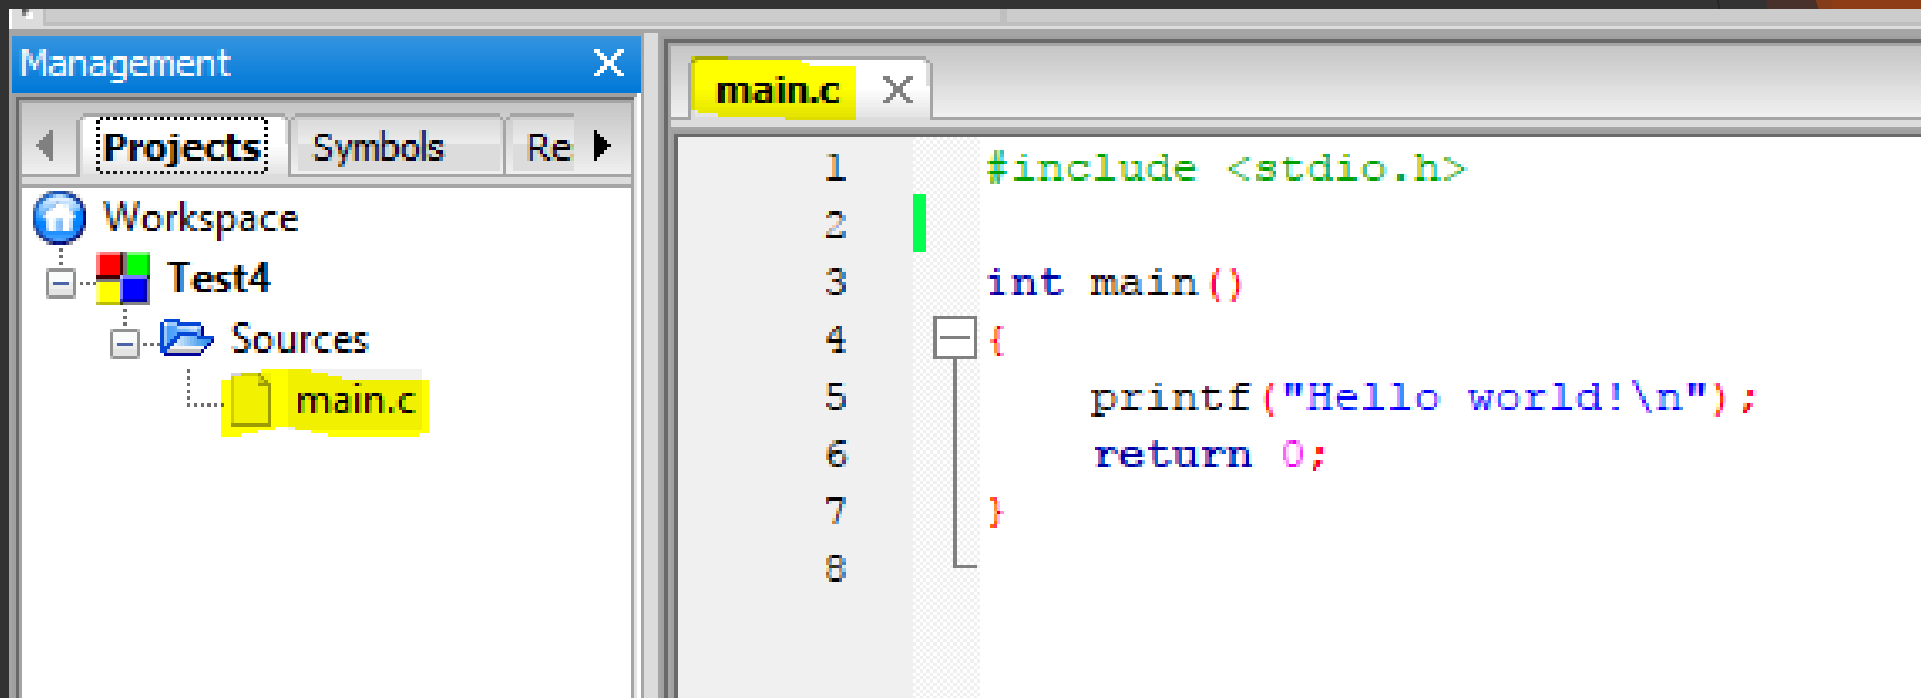 Management
Projects Symbols Re
Workspace
Test4
Sources
main.c
main.c
1 #include <stdio.h>
2
3 int main()
4 {
5     printf("Hello world!\n");
6     return 0;
7 }
8